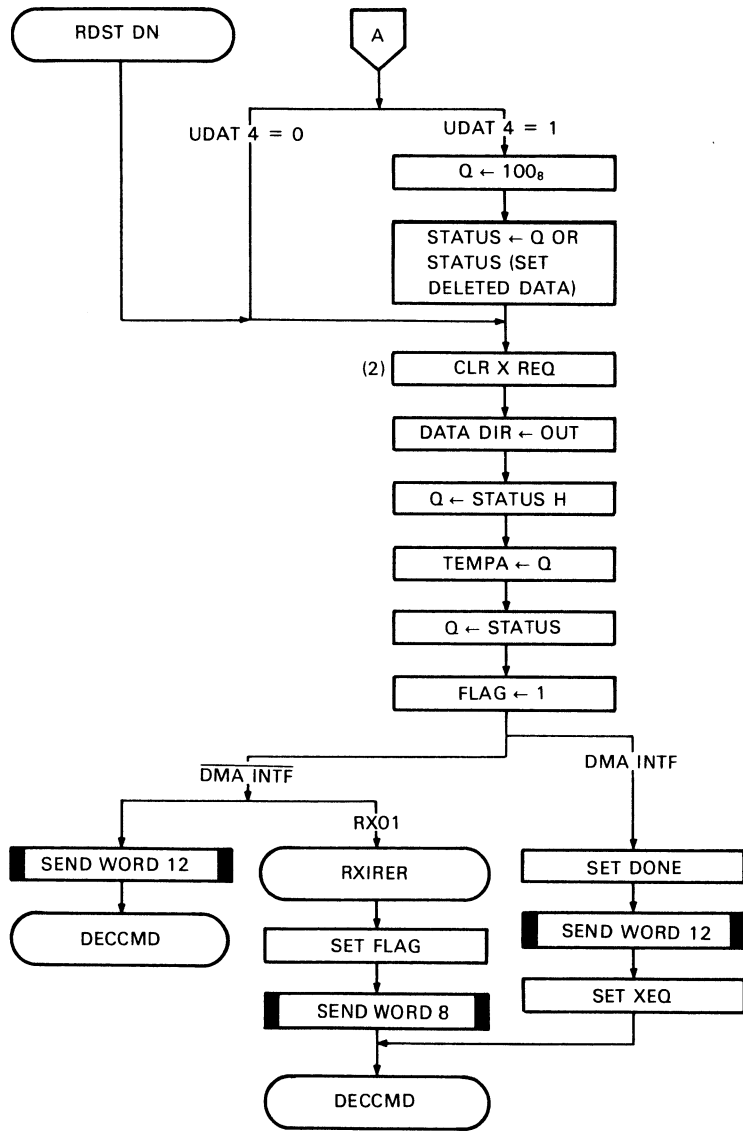 RDST DN
A
UDAT 4 = 0
UDAT 4 = 1
Q ← 100₈
STATUS ← Q OR
STATUS (SET
DELETED DATA)
(2)
CLR X REQ
DATA DIR ← OUT
Q ← STATUS H
TEMPA ← Q
Q ← STATUS
FLAG ← 1
D̅M̅A̅ ̅I̅N̅T̅F̅
DMA INTF
RX01
SEND WORD 12
RXIRER
SET DONE
DECCMD
SET FLAG
SEND WORD 12
SEND WORD 8
SET XEQ
DECCMD